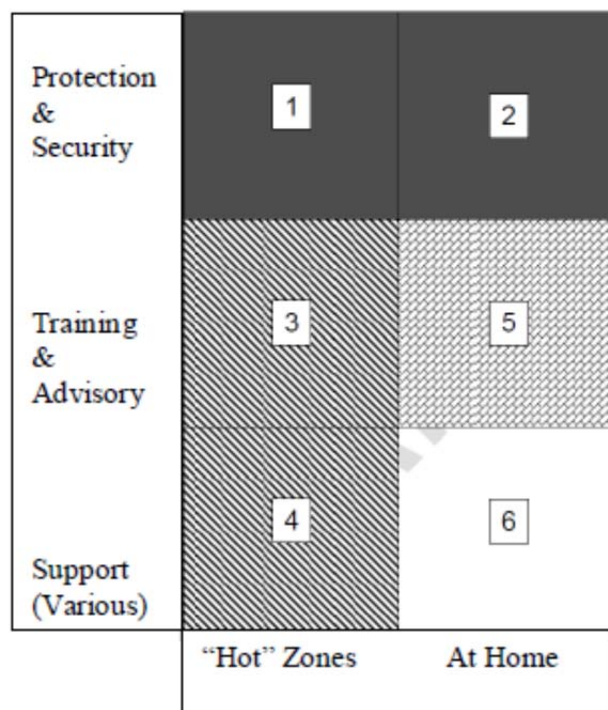 Protection
&
Security
1
2
Training
&
Advisory
3
5
Support
(Various)
4
6
“Hot” Zones
At Home